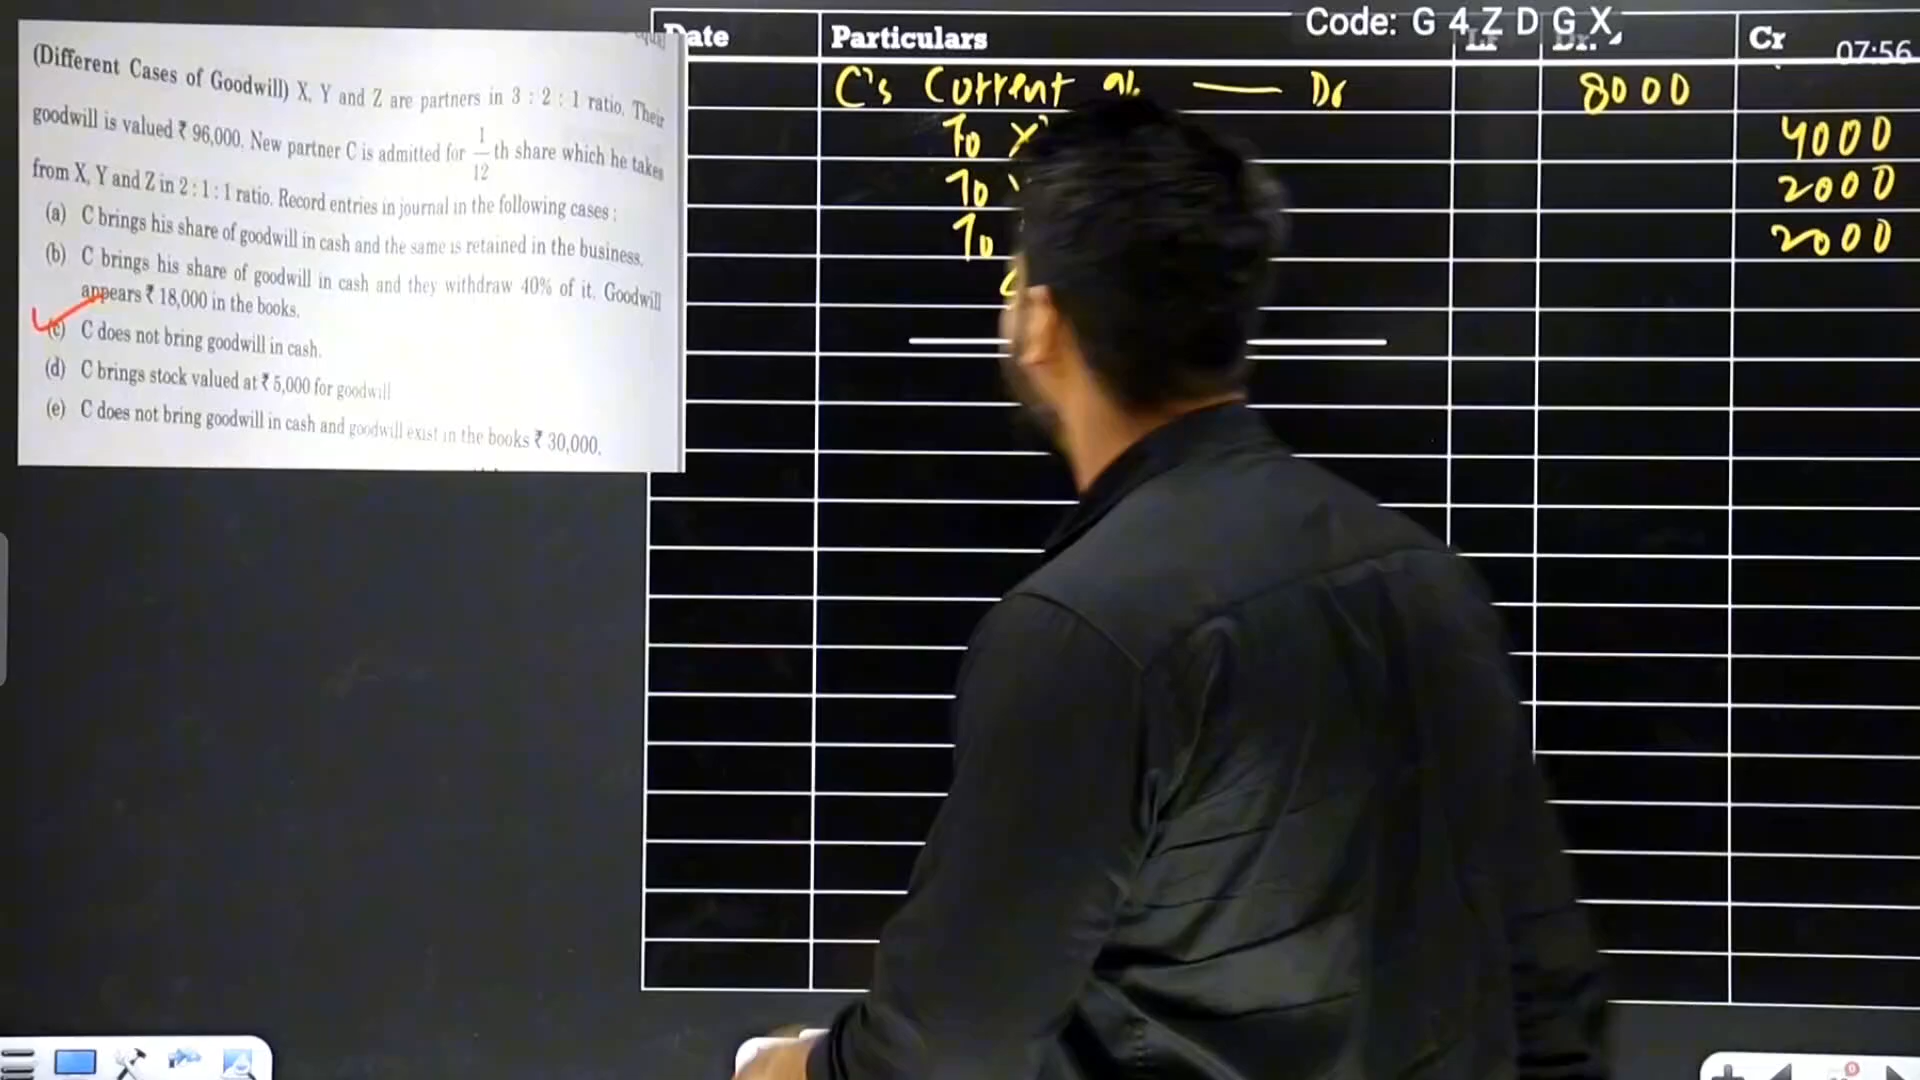 (Different Cases of Goodwill) X, Y and Z are partners in 3 : 2 : 1 ratio. Their
goodwill is valued ₹ 96,000. New partner C is admitted for 1/12 th share which he takes
from X, Y and Z in 2 : 1 : 1 ratio. Record entries in journal in the following cases :
(a) C brings his share of goodwill in cash and the same is retained in the business.
(b) C brings his share of goodwill in cash and they withdraw 40% of it. Goodwill
appears ₹ 18,000 in the books.
(c) C does not bring goodwill in cash.
(d) C brings stock valued at ₹ 5,000 for goodwill
(e) C does not bring goodwill in cash and goodwill exist in the books ₹ 30,000.
Code: G 4 Z D G X
07:56
Date Particulars LF Dr. Cr
C's Current a/c Dr 8000
To X' 4000
To 2000
To 2000